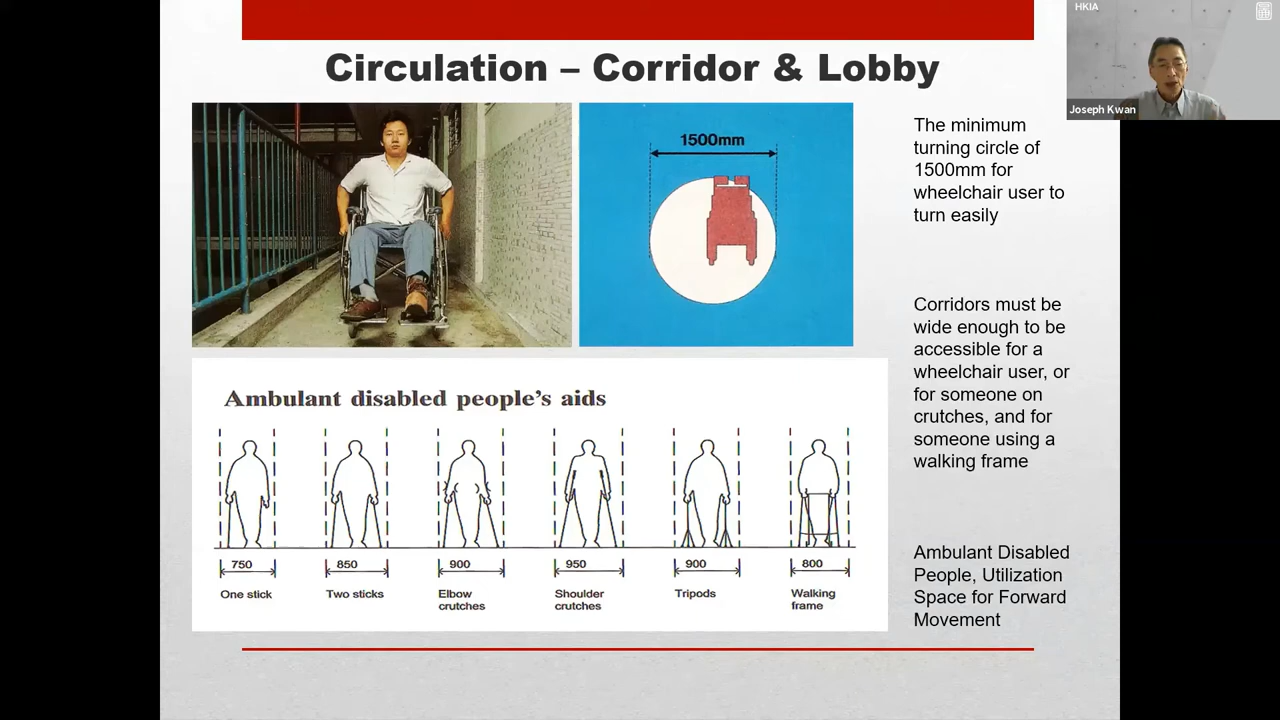 HKIA
Joseph Kwan
Circulation – Corridor & Lobby
1500mm
The minimum
turning circle of
1500mm for
wheelchair user to
turn easily
Corridors must be
wide enough to be
accessible for a
wheelchair user, or
for someone on
crutches, and for
someone using a
walking frame
Ambulant disabled people's aids
750
850
900
950
900
800
One stick
Two sticks
Elbow
crutches
Shoulder
crutches
Tripods
Walking
frame
Ambulant Disabled
People, Utilization
Space for Forward
Movement